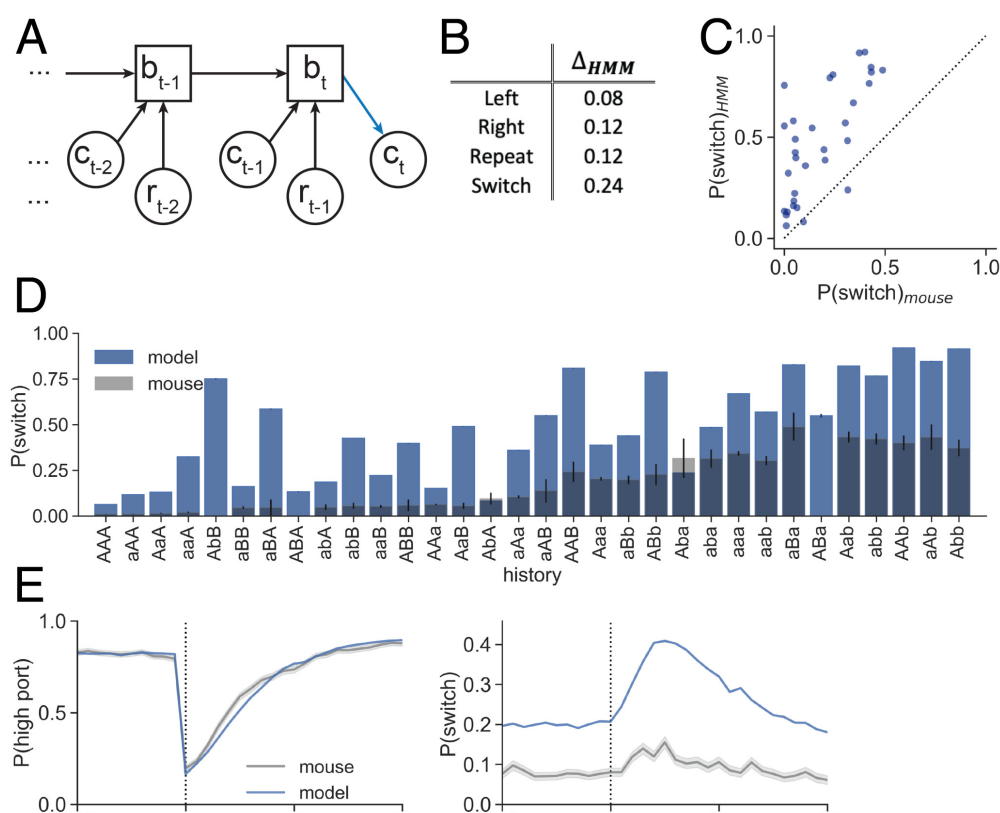 A
... b_{t-1} b_t
... c_{t-2} c_{t-1} c_t
... r_{t-2} r_{t-1}
B
Δ_{HMM}
Left 0.08
Right 0.12
Repeat 0.12
Switch 0.24
C
P(switch)_{HMM}
1.0
0.5
0.0
0.0 0.5 1.0
P(switch)_{mouse}
D
P(switch)
1.00
0.75
0.50
0.25
0.00
model
mouse
AAA aAA AaA aaA AbB aBB aBA ABA abA abB aaB ABB AAa AaB AbA aAa aAB AAB Aaa aBb ABb Aba aba aaa aab aBa ABa Aab abb AAb aAb Abb
history
E
P(high port)
1.0
0.5
0.0
mouse
model
P(switch)
0.4
0.3
0.2
0.1
0.0